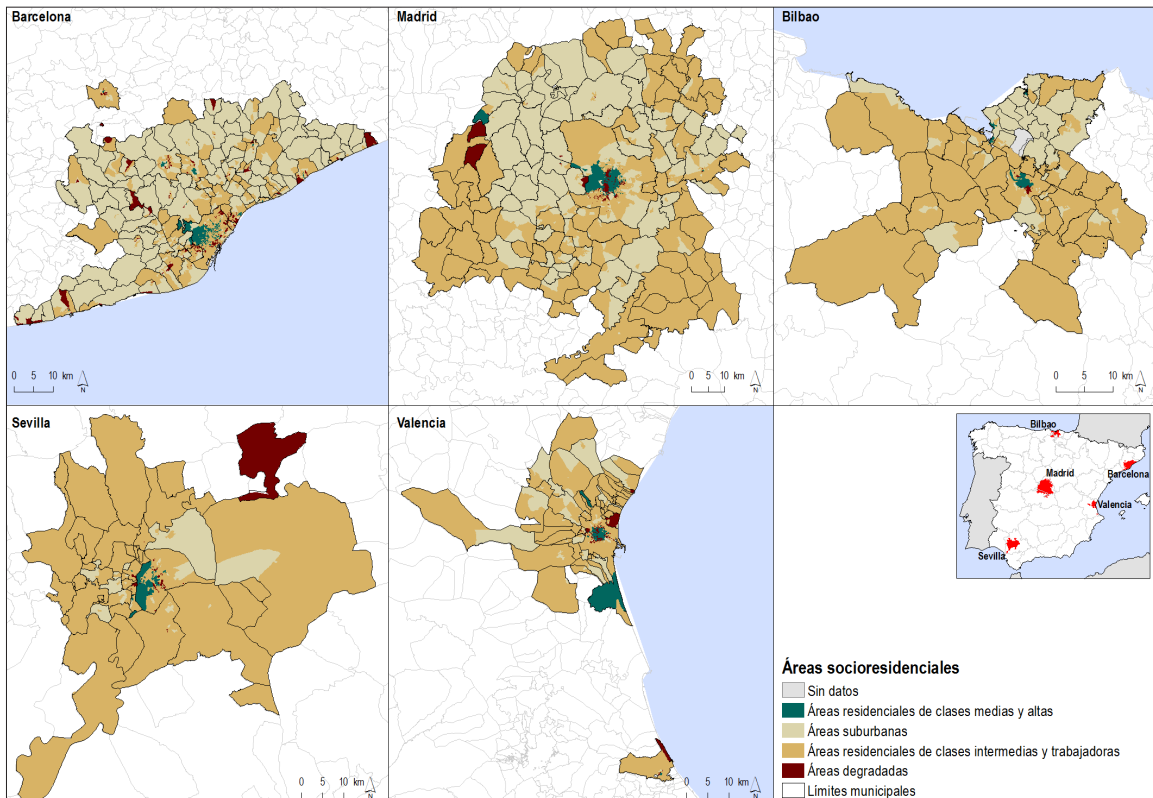 Barcelona
Madrid
Bilbao
0 5 10 km
N
0 5 10 km
N
0 5 10 km
N
Sevilla
Valencia
Bilbao
Madrid
Barcelona
Valencia
Sevilla
Áreas socioresidenciales
Sin datos
Áreas residenciales de clases medias y altas
Áreas suburbanas
Áreas residenciales de clases intermedias y trabajadoras
Áreas degradadas
Límites municipales
0 5 10 km
N
0 5 10 km
N